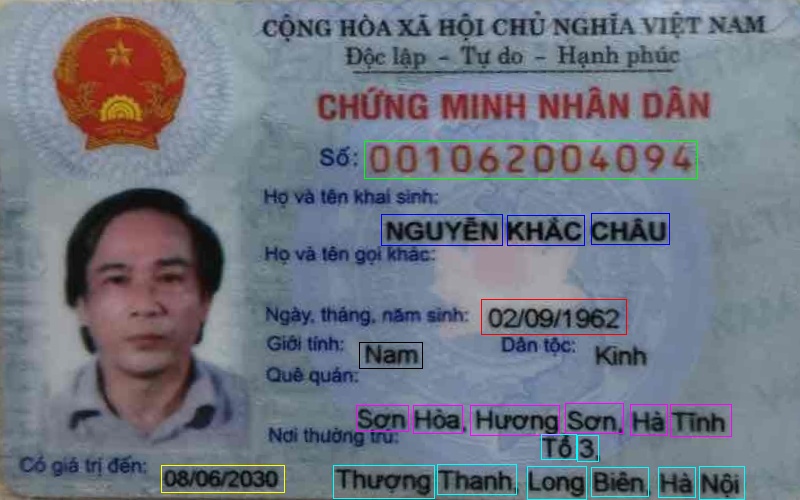 CỘNG HÒA XÃ HỘI CHỦ NGHĨA VIỆT NAM
Độc lập - Tự do - Hạnh phúc
CHỨNG MINH NHÂN DÂN
Số: 001062004094
Họ và tên khai sinh:
NGUYỄN KHẮC CHÂU
Họ và tên gọi khác:
Ngày, tháng, năm sinh: 02/09/1962
Giới tính: Nam Dân tộc: Kinh
Quê quán:
Sơn Hòa, Hương Sơn, Hà Tĩnh
Nơi thường trú: Tổ 3,
Có giá trị đến: 08/06/2030 Thượng Thanh, Long Biên, Hà Nội